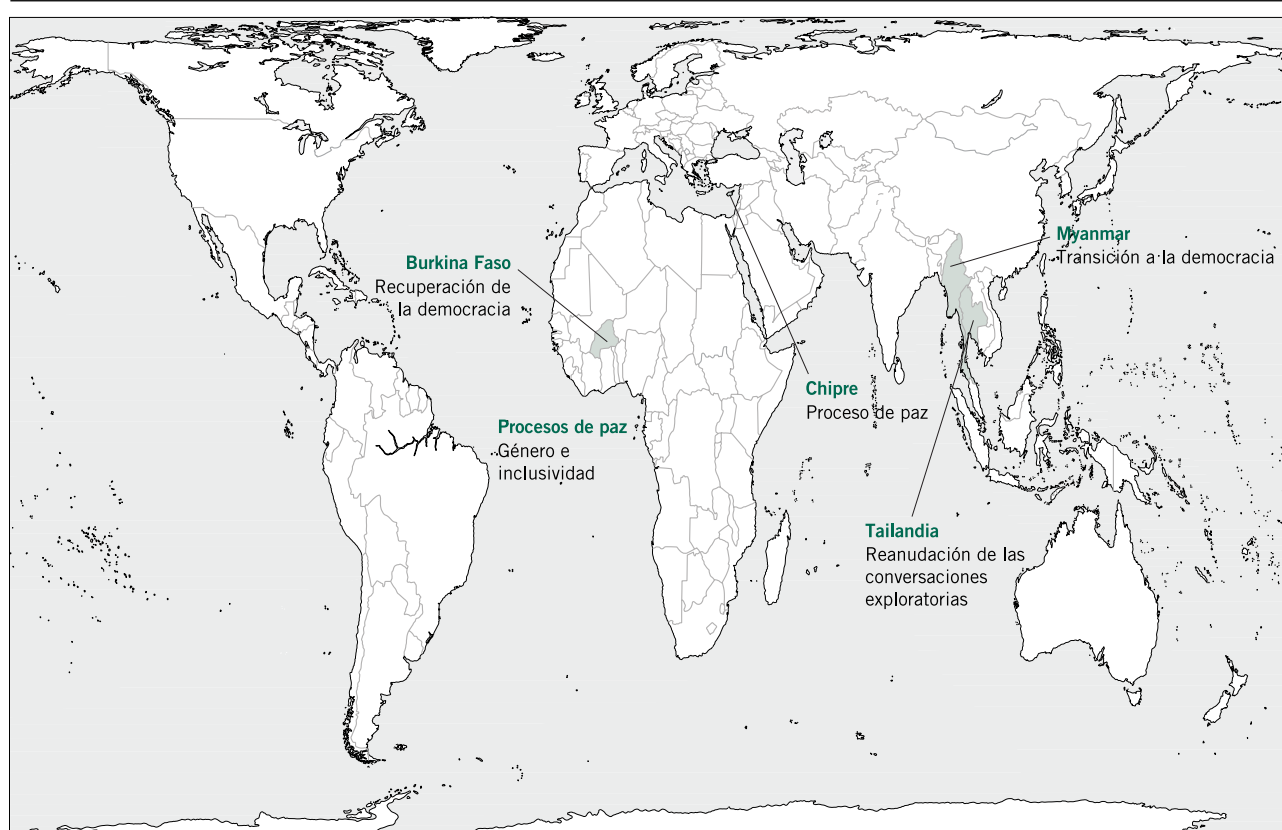 Burkina Faso
Recuperación de
la democracia
Procesos de paz
Género e
inclusividad
Chipre
Proceso de paz
Myanmar
Transición a la democracia
Tailandia
Reanudación de las
conversaciones
exploratorias